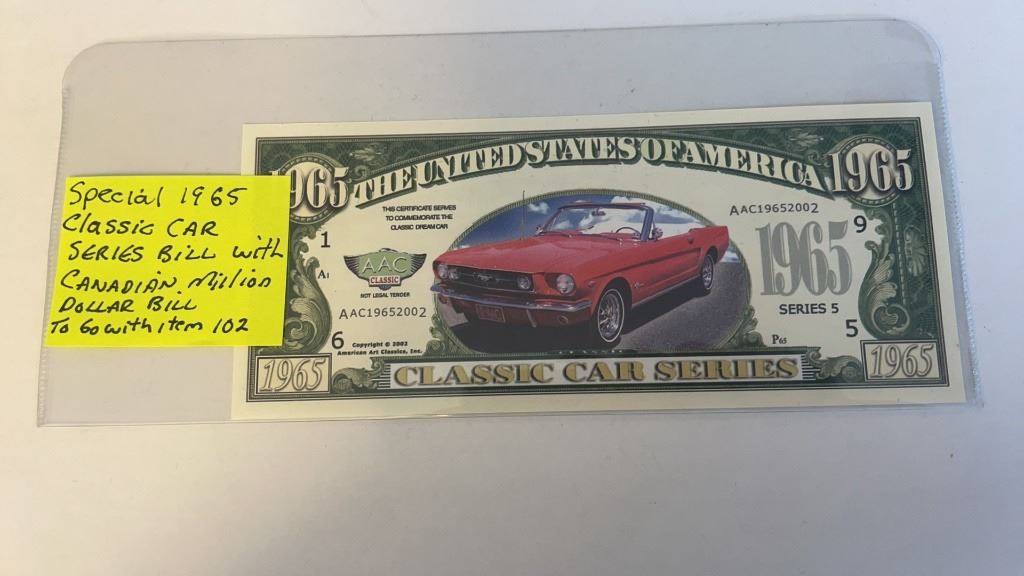 Special 1965
Classic CAR
SERIES BILL with
CANADIAN. Million
DOLLAR BILL
To Go with item 102
1965
THE UNITED STATES OF AMERICA
1965
THIS CERTIFICATE SERVES
TO COMMEMORATE THE
CLASSIC DREAM CAR
AAC19652002
1
9
A1
AAC
CLASSIC
NOT LEGAL TENDER
1965
SERIES 5
AAC19652002
6
5
Copyright © 2002
American Art Classics, Inc.
P65
1965
CLASSIC CAR SERIES
1965